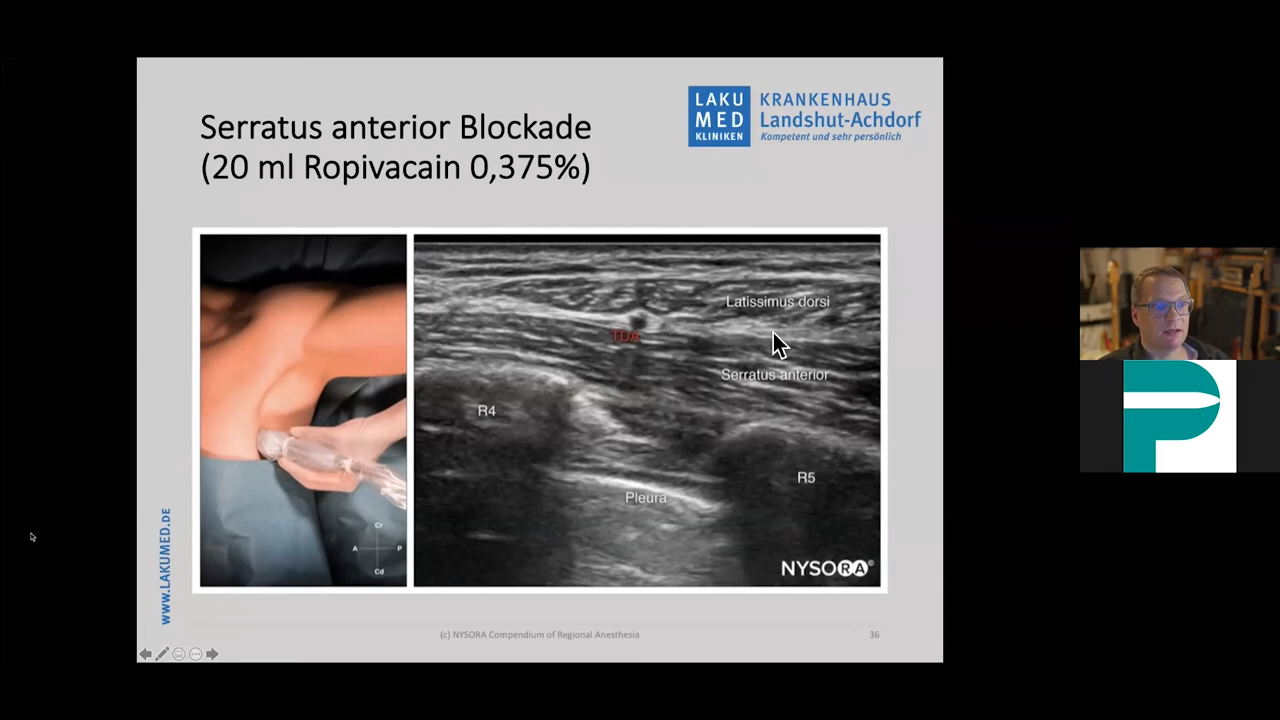 Serratus anterior Blockade
(20 ml Ropivacain 0,375%)
LAKU
MED
KLINIKEN
KRANKENHAUS
Landshut-Achdorf
Kompetent und sehr persönlich
Latissimus dorsi
TDA
Serratus anterior
R4
R5
Pleura
Cr
A
P
Cd
NYSORA©
WWW.LAKUMED.DE
(c) NYSORA Compendium of Regional Anesthesia
36